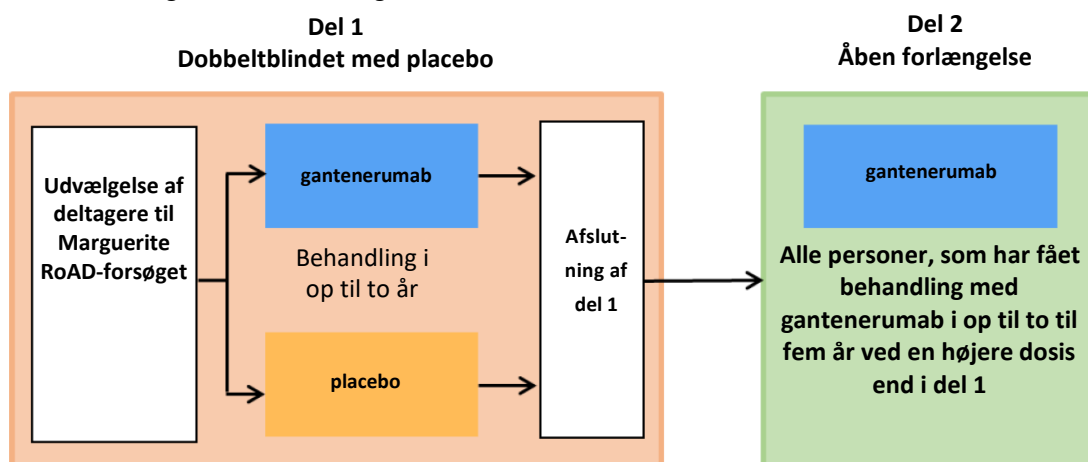 Del 1
Dobbeltblindet med placebo
Del 2
Åben forlængelse
Udvælgelse af
deltagere til
Marguerite
RoAD-forsøget
gantenerumab
Behandling i
op til to år
placebo
Afslut-
ning af
del 1
gantenerumab
Alle personer, som har fået
behandling med
gantenerumab i op til to til
fem år ved en højere dosis
end i del 1